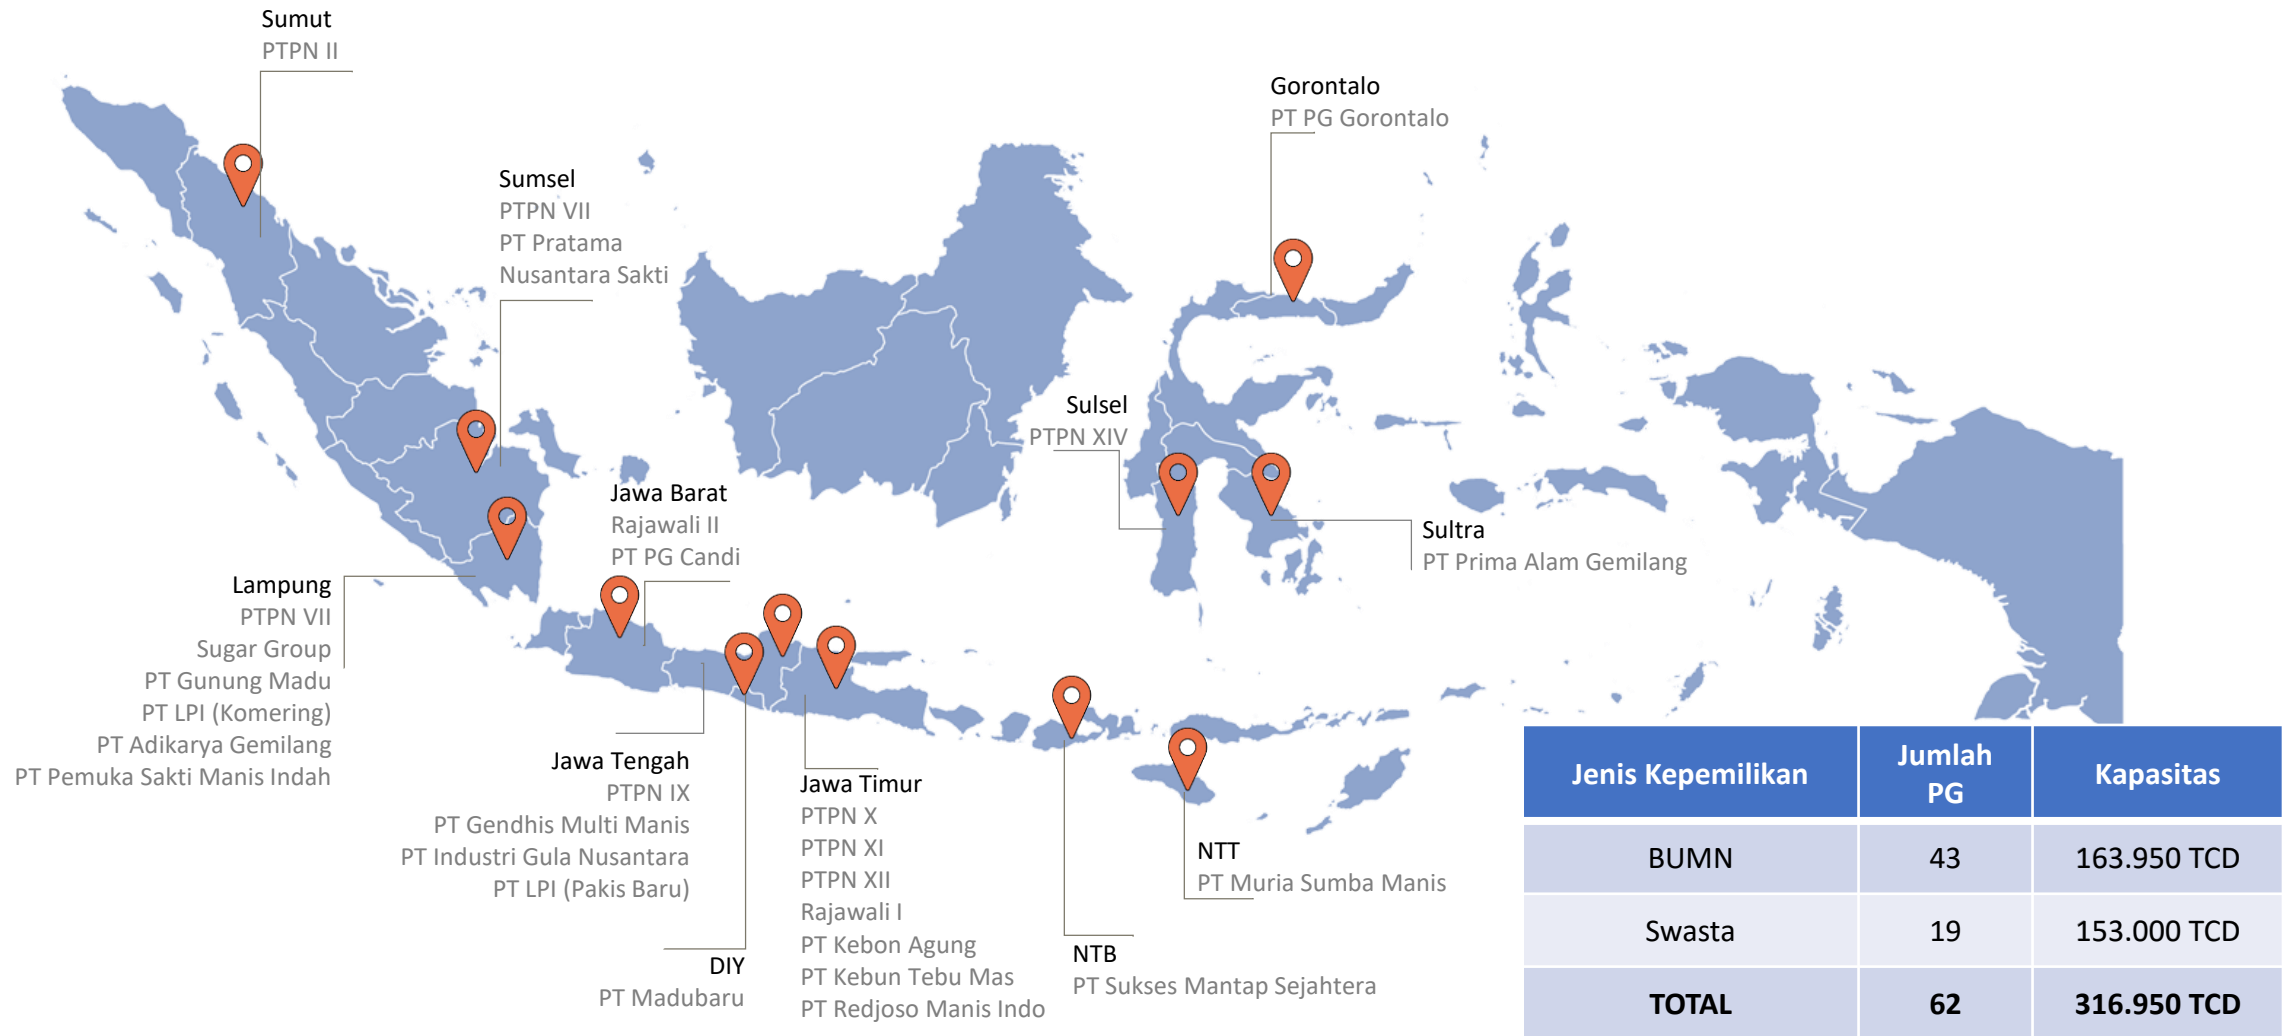 Sumut
PTPN II
Gorontalo
PT PG Gorontalo
Sumsel
PTPN VII
PT Pratama
Nusantara Sakti
Sulsel
PTPN XIV
Jawa Barat
Rajawali II
PT PG Candi
Sultra
PT Prima Alam Gemilang
Lampung
PTPN VII
Sugar Group
PT Gunung Madu
PT LPI (Komering)
PT Adikarya Gemilang
PT Pemuka Sakti Manis Indah
Jawa Tengah
PTPN IX
PT Gendhis Multi Manis
PT Industri Gula Nusantara
PT LPI (Pakis Baru)
DIY
PT Madubaru
Jawa Timur
PTPN X
PTPN XI
PTPN XII
Rajawali I
PT Kebon Agung
PT Kebun Tebu Mas
PT Redjoso Manis Indo
NTB
PT Sukses Mantap Sejahtera
NTT
PT Muria Sumba Manis
Jenis Kepemilikan Jumlah PG Kapasitas
BUMN 43 163.950 TCD
Swasta 19 153.000 TCD
TOTAL 62 316.950 TCD